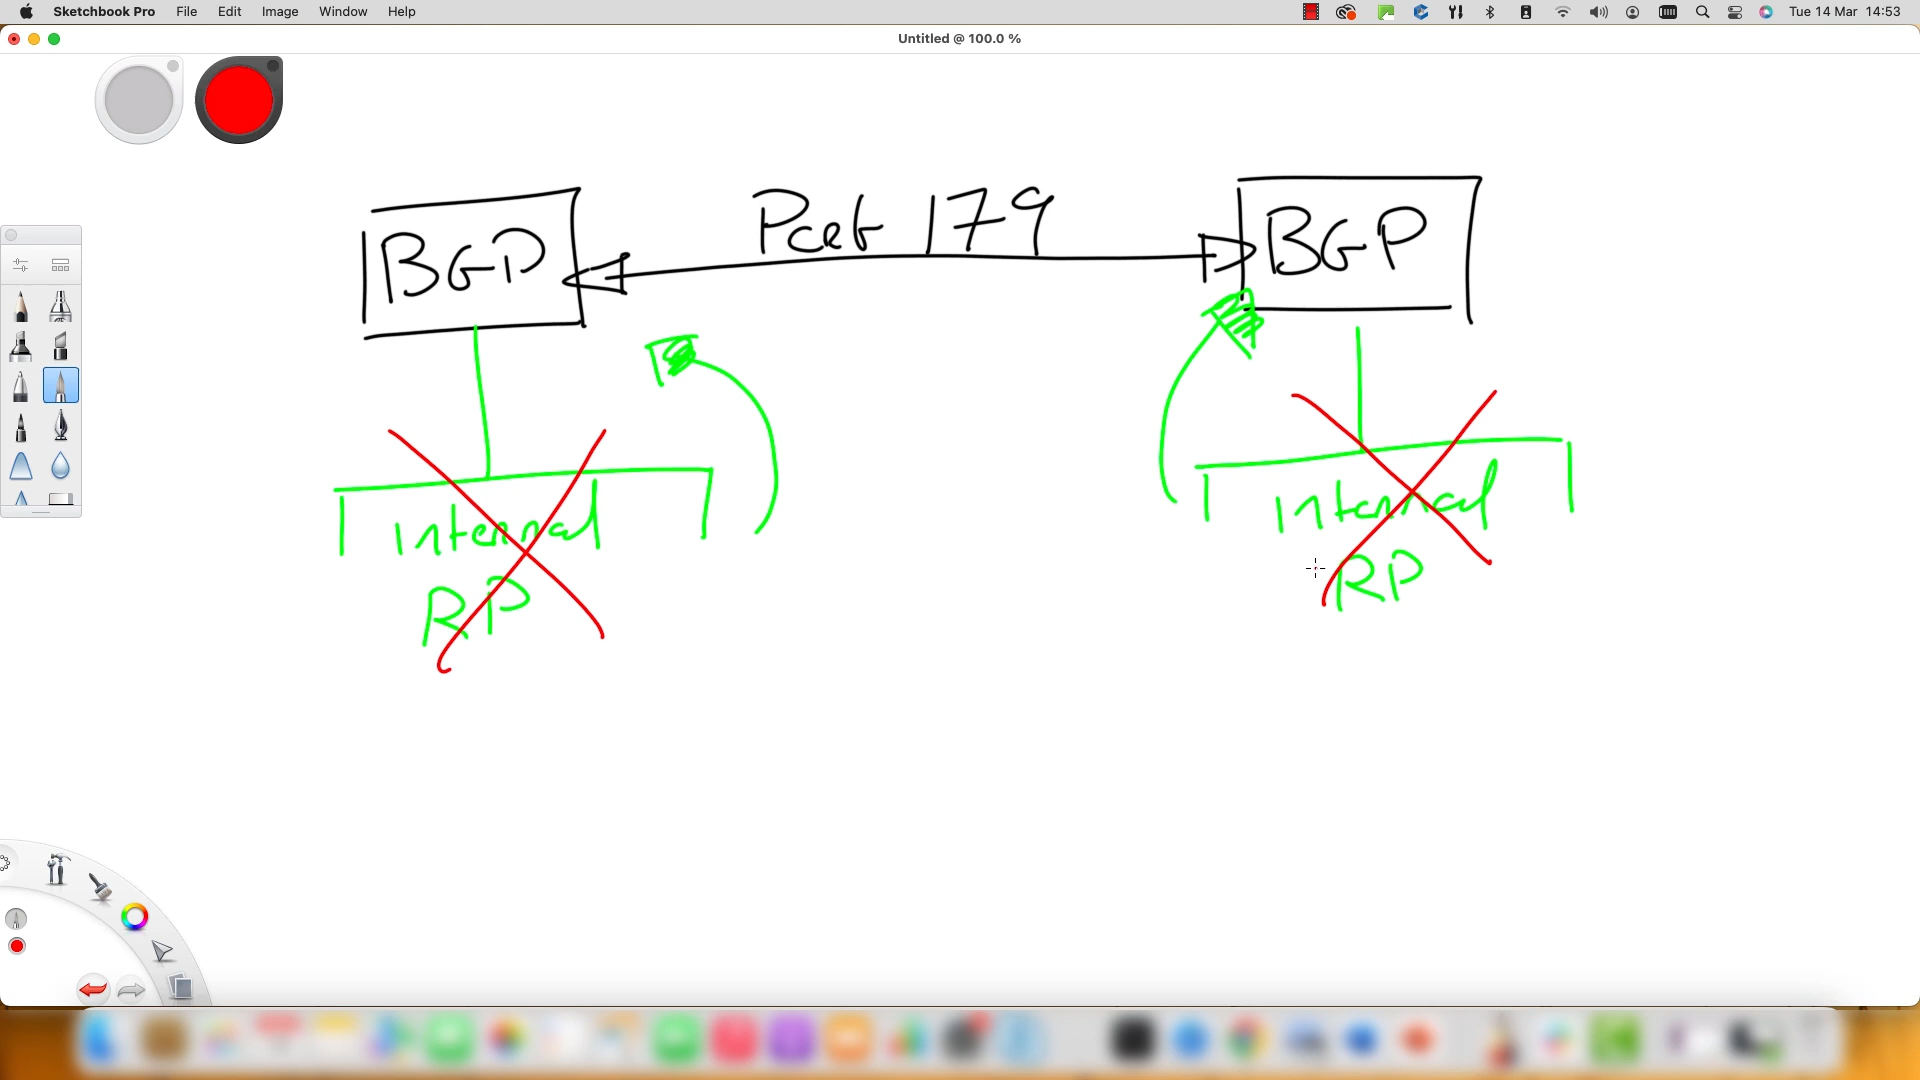 Sketchbook Pro File Edit Image Window Help Tue 14 Mar 14:53
Untitled @ 100.0 %
BGP Port 179 BGP
Internal
RP
Internal
RP